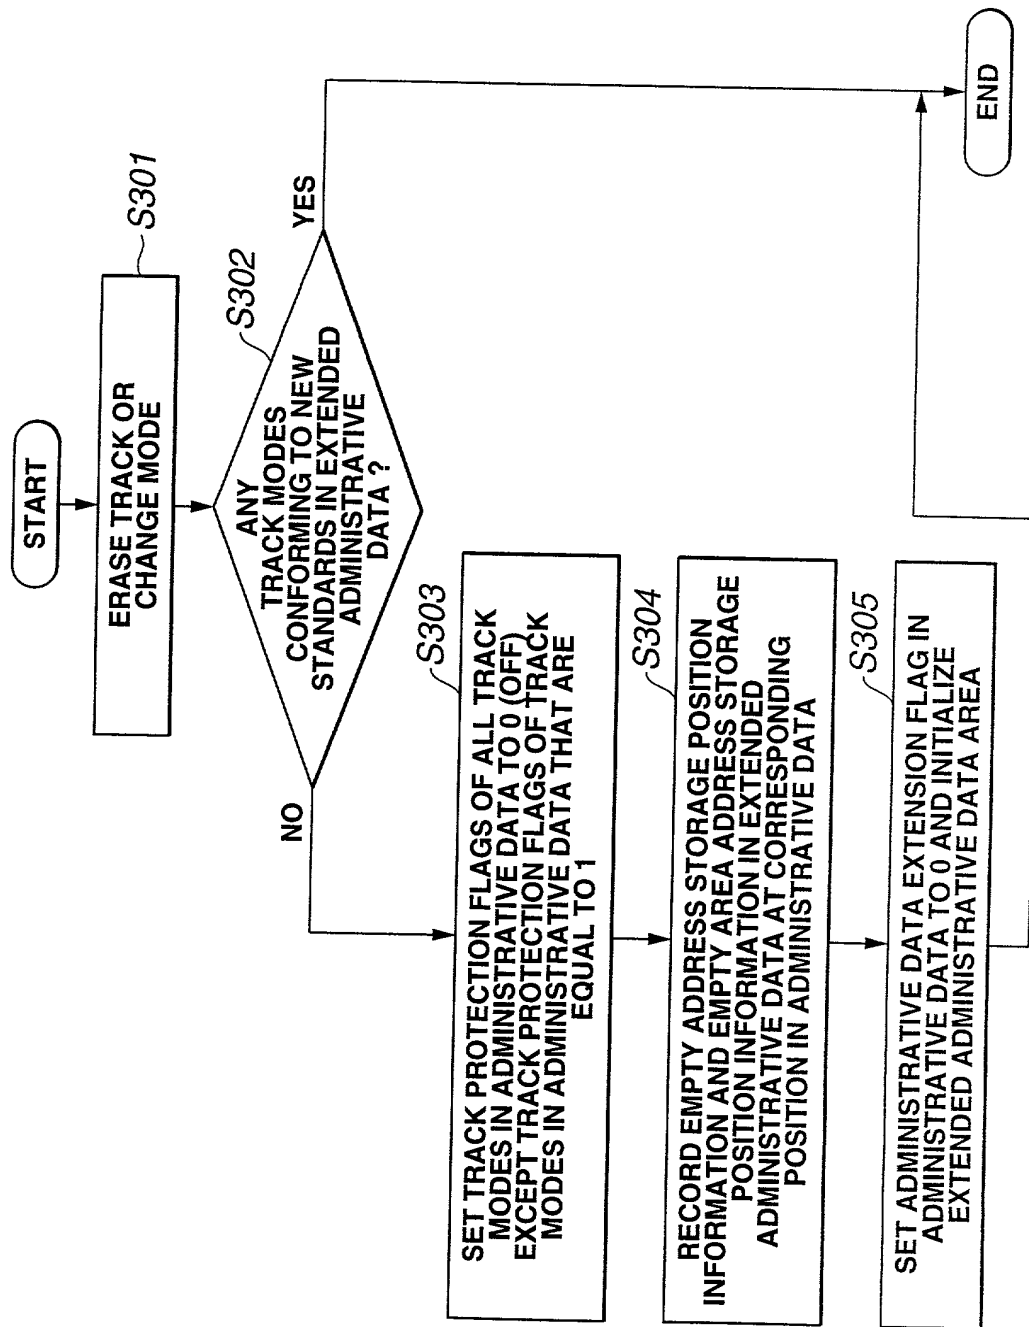 START
ERASE TRACK OR
CHANGE MODE
S301
ANY
TRACK MODES
CONFORMING TO NEW
STANDARDS IN EXTENDED
ADMINISTRATIVE
DATA ?
S302
YES
NO
SET TRACK PROTECTION FLAGS OF ALL TRACK
MODES IN ADMINISTRATIVE DATA TO 0 (OFF)
EXCEPT TRACK PROTECTION FLAGS OF TRACK
MODES IN ADMINISTRATIVE DATA THAT ARE
EQUAL TO 1
S303
RECORD EMPTY ADDRESS STORAGE POSITION
INFORMATION AND EMPTY AREA ADDRESS STORAGE
POSITION INFORMATION IN EXTENDED
ADMINISTRATIVE DATA AT CORRESPONDING
POSITION IN ADMINISTRATIVE DATA
S304
SET ADMINISTRATIVE DATA EXTENSION FLAG IN
ADMINISTRATIVE DATA TO 0 AND INITIALIZE
EXTENDED ADMINISTRATIVE DATA AREA
S305
END